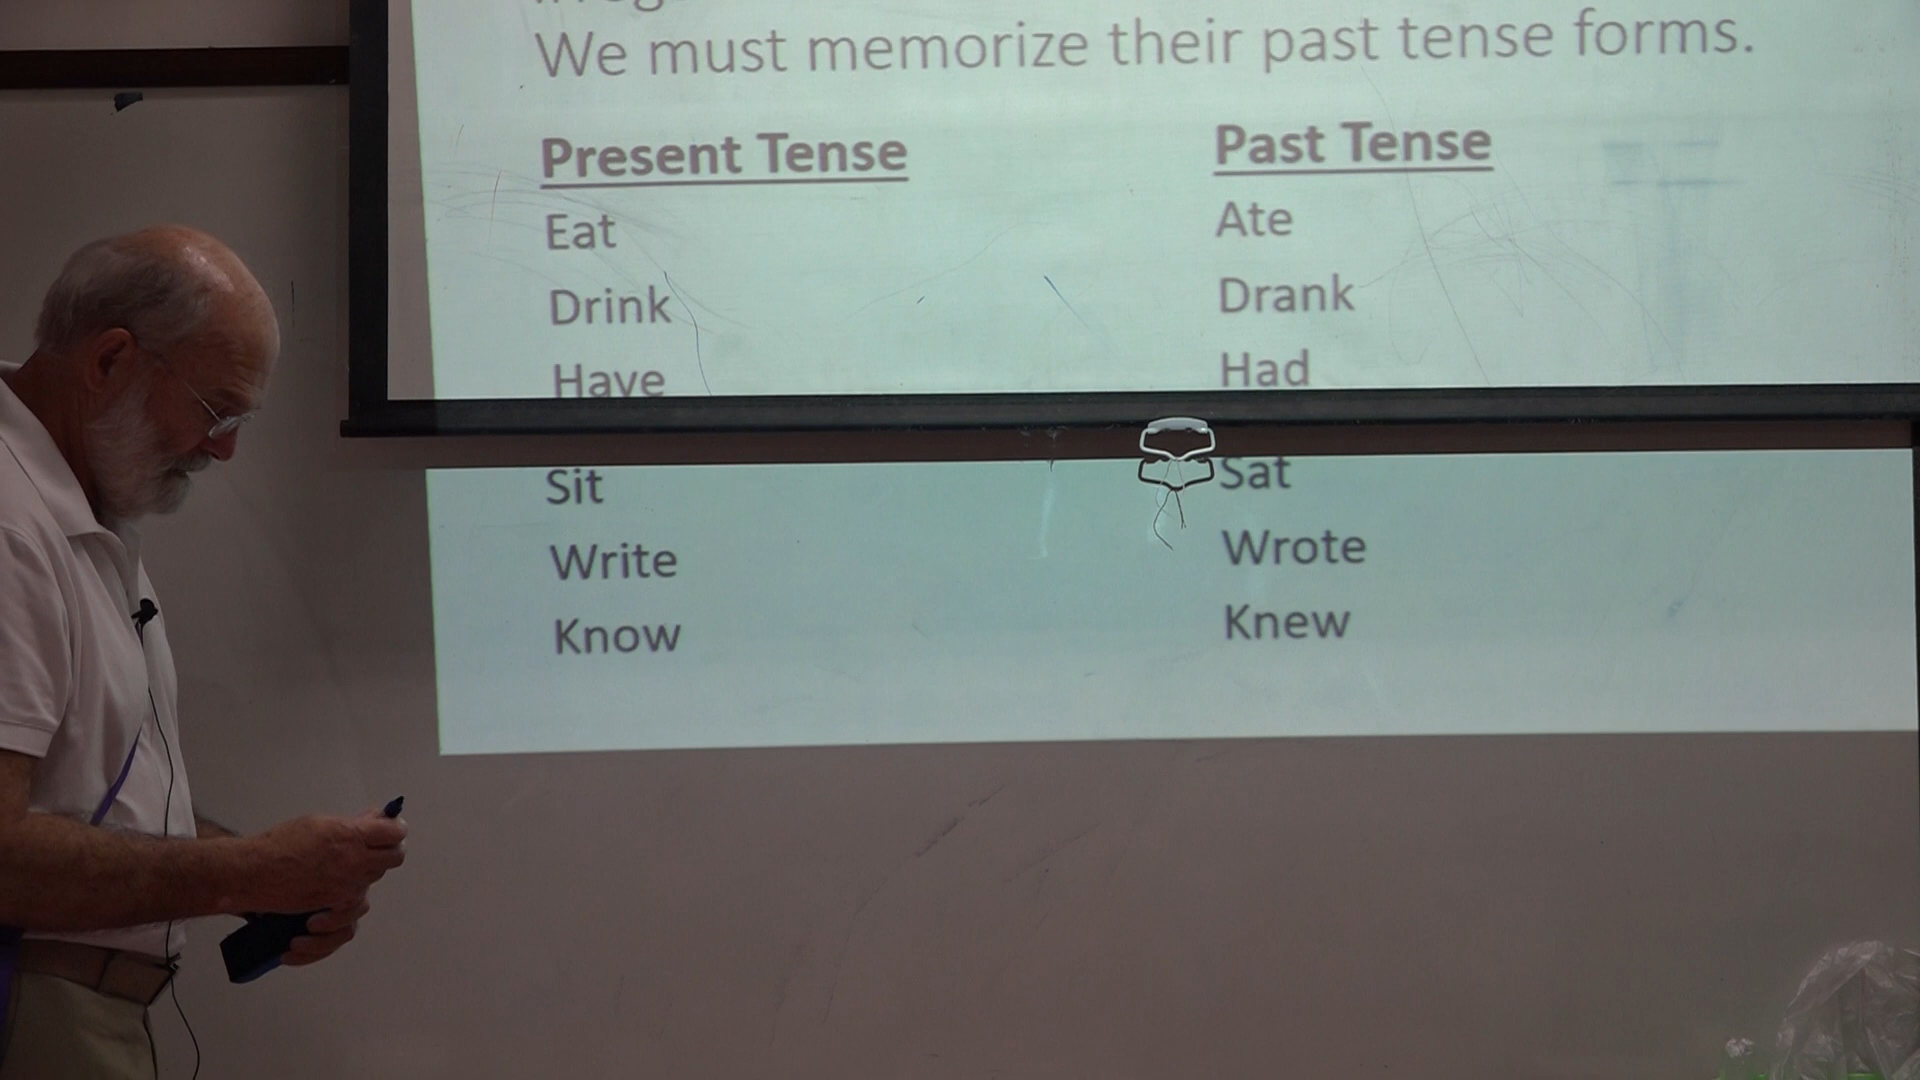 We must memorize their past tense forms.
Present Tense Past Tense
Eat Ate
Drink Drank
Have Had
Sit Sat
Write Wrote
Know Knew